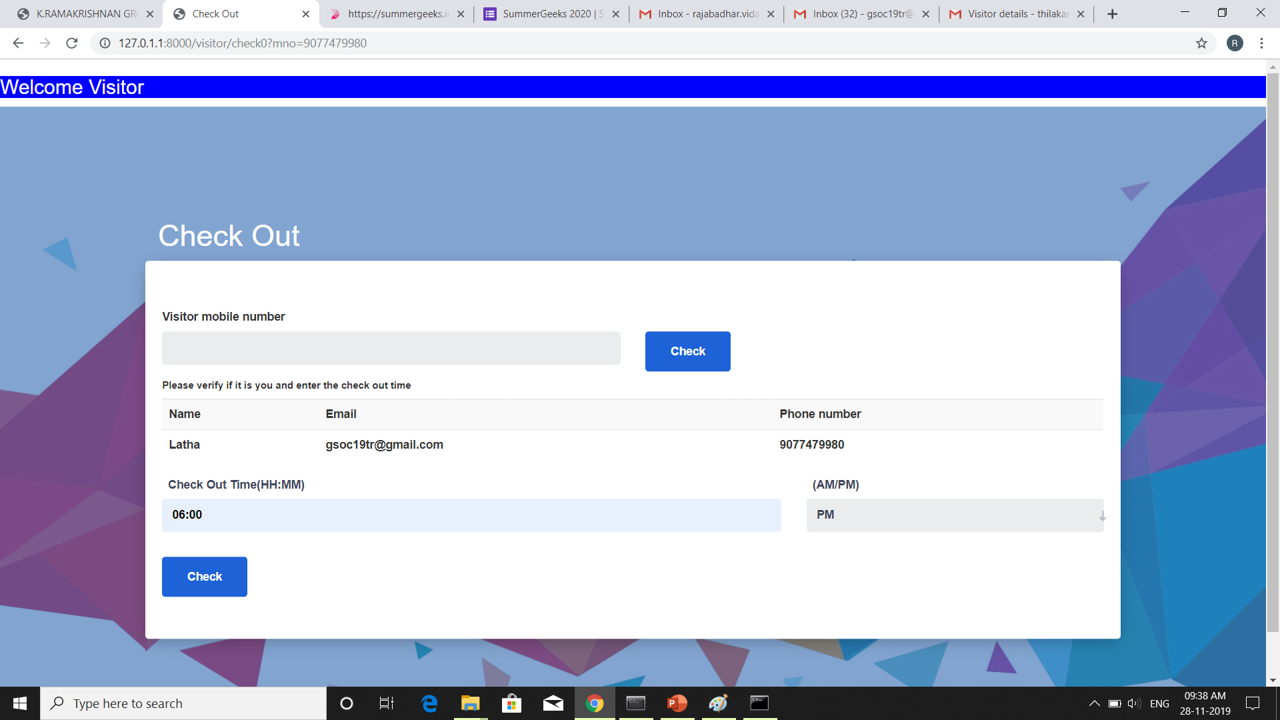 K.RAMAKRISHNAN GR
Check Out
https://summergeeks.i
SummerGeeks 2020 | S
Inbox - rajabadhar.vida
Inbox (32) - gsoc19tr@
Visitor details - thilakar
127.0.1.1:8000/visitor/check0?mno=9077479980
R
Welcome Visitor
Check Out
Visitor mobile number
Check
Please verify if it is you and enter the check out time
Name Email Phone number
Latha gsoc19tr@gmail.com 9077479980
Check Out Time(HH:MM) (AM/PM)
06:00 PM
Check
Type here to search
ENG
09:38 AM
28-11-2019